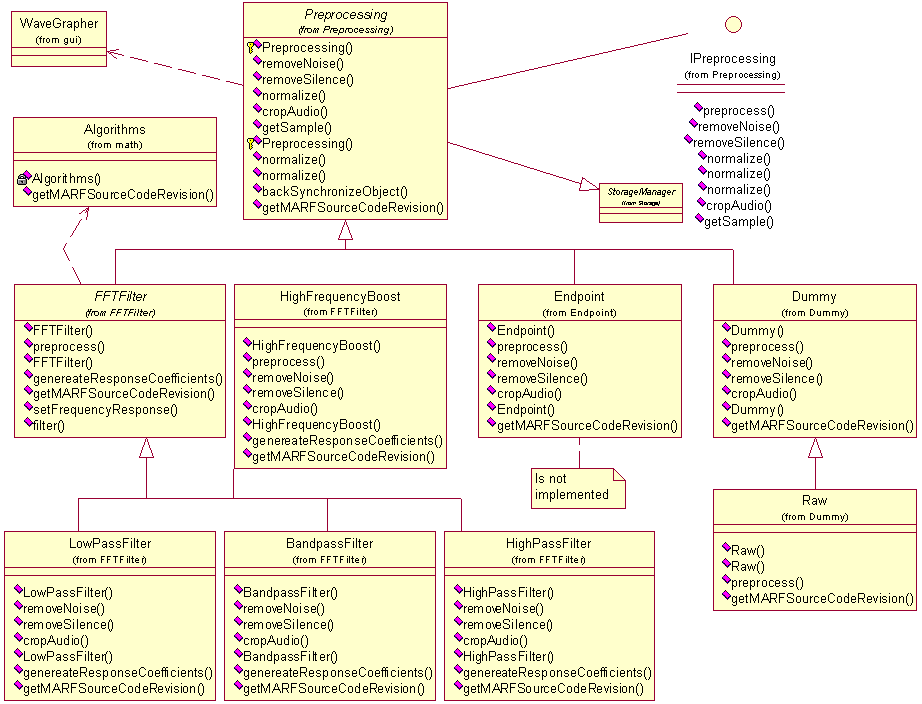 WaveGrapher
(from gui)
Preprocessing
(from Preprocessing)
Preprocessing()
removeNoise()
removeSilence()
normalize()
cropAudio()
getSample()
Preprocessing()
normalize()
normalize()
backSynchronizeObject()
getMARFSourceCodeRevision()
IPreprocessing
(from Preprocessing)
preprocess()
removeNoise()
removeSilence()
normalize()
normalize()
normalize()
cropAudio()
getSample()
Algorithms
(from math)
Algorithms()
getMARFSourceCodeRevision()
StorageManager
(from Storage)
FFTFilter
(from FFTFilter)
FFTFilter()
preprocess()
FFTFilter()
genereateResponseCoefficients()
getMARFSourceCodeRevision()
setFrequencyResponse()
filter()
HighFrequencyBoost
(from FFTFilter)
HighFrequencyBoost()
preprocess()
removeNoise()
removeSilence()
cropAudio()
HighFrequencyBoost()
genereateResponseCoefficients()
getMARFSourceCodeRevision()
Endpoint
(from Endpoint)
Endpoint()
preprocess()
removeNoise()
removeSilence()
cropAudio()
Endpoint()
getMARFSourceCodeRevision()
Dummy
(from Dummy)
Dummy()
preprocess()
removeNoise()
removeSilence()
cropAudio()
Dummy()
getMARFSourceCodeRevision()
Is not
implemented
Raw
(from Dummy)
Raw()
Raw()
preprocess()
getMARFSourceCodeRevision()
LowPassFilter
(from FFTFilter)
LowPassFilter()
removeNoise()
removeSilence()
cropAudio()
LowPassFilter()
genereateResponseCoefficients()
getMARFSourceCodeRevision()
BandpassFilter
(from FFTFilter)
BandpassFilter()
removeNoise()
removeSilence()
cropAudio()
BandpassFilter()
genereateResponseCoefficients()
getMARFSourceCodeRevision()
HighPassFilter
(from FFTFilter)
HighPassFilter()
removeNoise()
removeSilence()
cropAudio()
HighPassFilter()
genereateResponseCoefficients()
getMARFSourceCodeRevision()